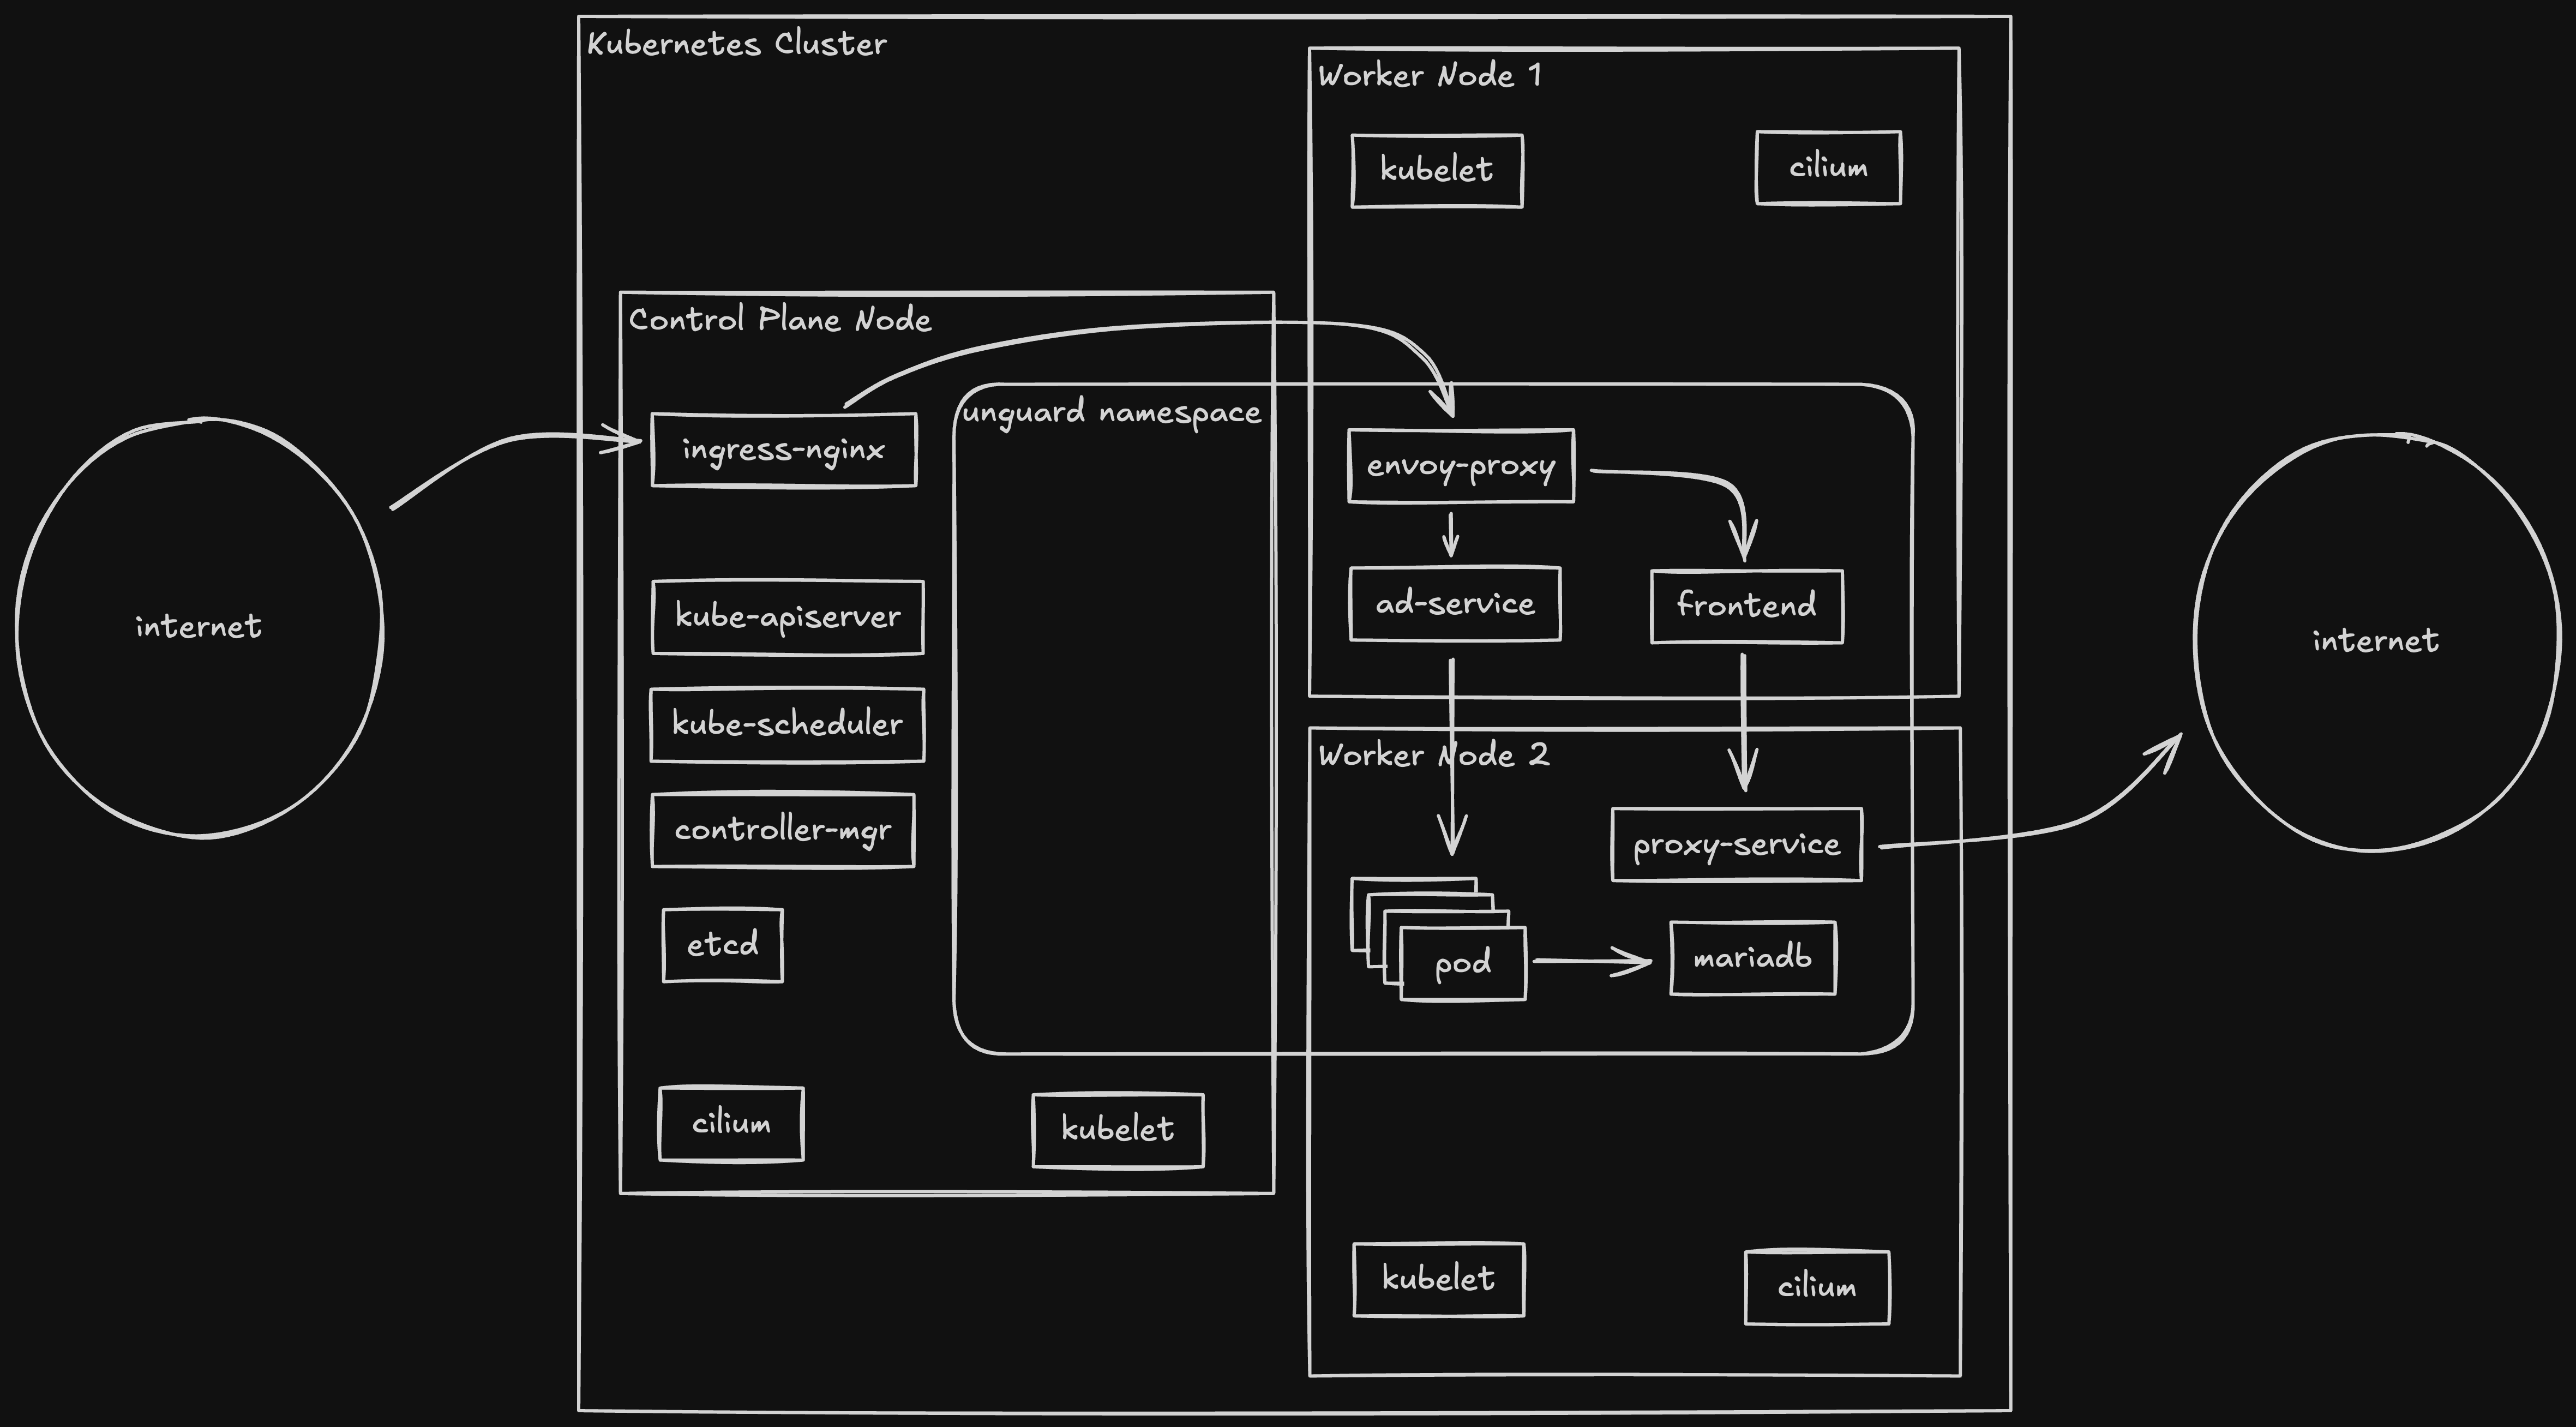 Kubernetes Cluster
Worker Node 1
kubelet
cilium
Control Plane Node
unguard namespace
ingress-nginx
envoy-proxy
kube-apiserver
ad-service
frontend
internet
internet
kube-scheduler
Worker Node 2
controller-mgr
proxy-service
etcd
pod
mariadb
cilium
kubelet
kubelet
cilium